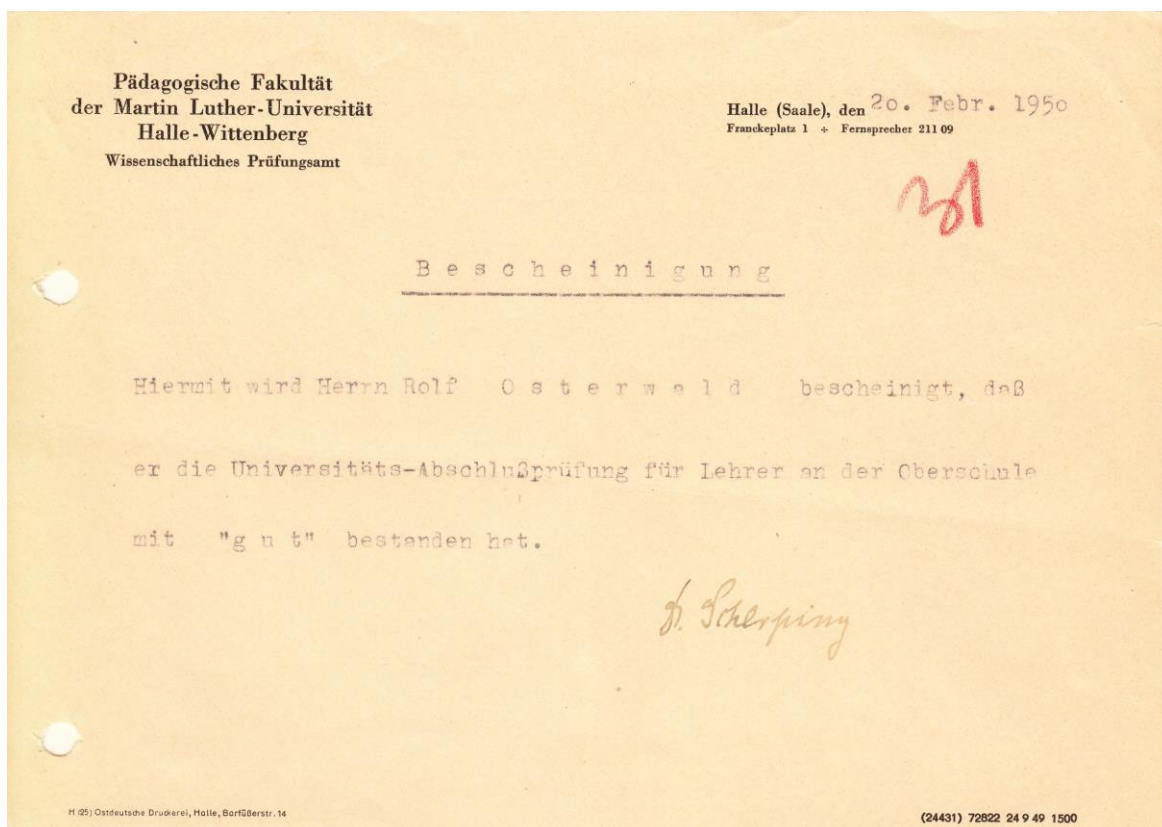 Pädagogische Fakultät
der Martin Luther-Universität
Halle-Wittenberg
Wissenschaftliches Prüfungsamt
Halle (Saale), den 20. Febr. 1950
Franckeplatz 1 ÷ Fernsprecher 211 09
Bescheinigung
Hiermit wird Herrn Rolf Osterwald bescheinigt, daß
er die Universitäts-Abschlußprüfung für Lehrer an der Oberschule
mit "gut" bestanden hat.
Dr. Scherping
H (25) Ostdeutsche Druckerei, Halle, Barfüßerstr. 14
(24431) 72822 24 9 49 1500